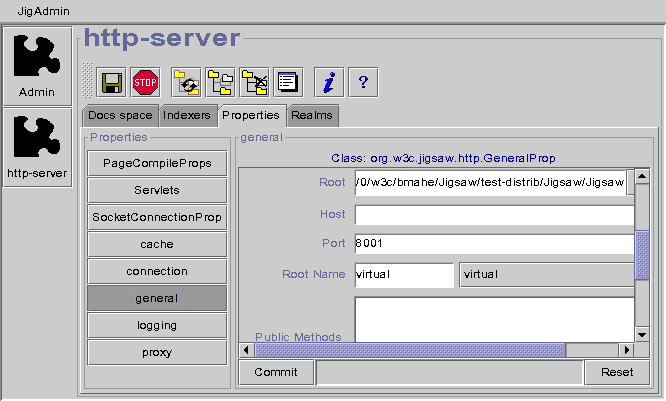 JigAdmin
Admin
http-server
http-server
STOP
i
?
Docs space Indexers Properties Realms
Properties
PageCompileProps
Servlets
SocketConnectionProp
cache
connection
general
logging
proxy
general
Class: org.w3c.jigsaw.http.GeneralProp
Root /0/w3c/bmahe/Jigsaw/test-distrib/Jigsaw/Jigsaw
Host
Port 8001
Root Name virtual virtual
Public Methods
Commit Reset